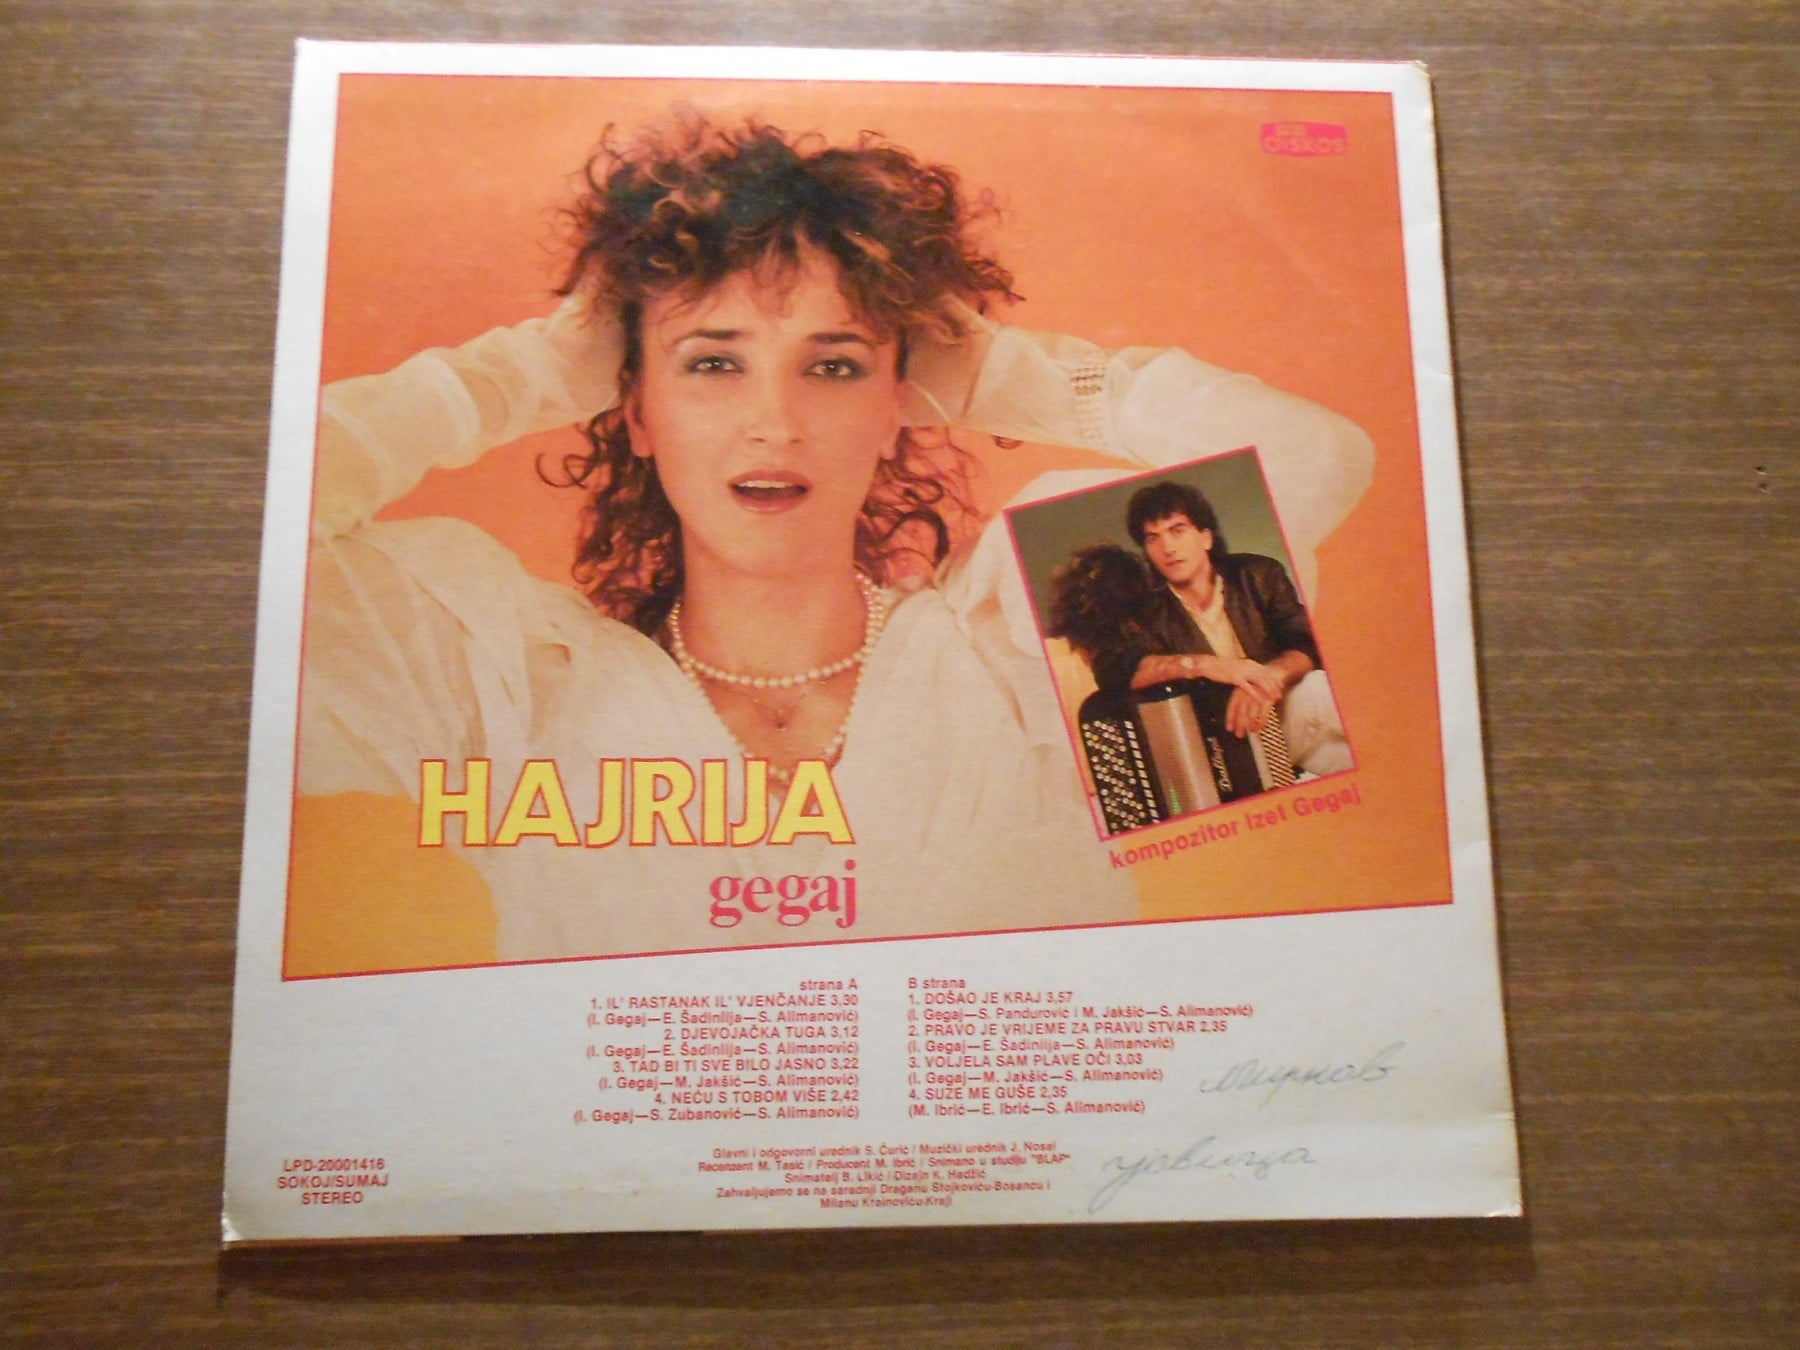 PGP
DISKOS
HAJRIJA
gegaj
kompozitor Izet Gegaj
strana A
1. IL' RASTANAK IL' VJENČANJE 3,30
(I. Gegaj—E. Šadinlija—S. Alimanović)
2. DJEVOJAČKA TUGA 3,12
(I. Gegaj—E. Šadinlija—S. Alimanović)
3. TAD BI TI SVE BILO JASNO 3,22
(I. Gegaj—M. Jakšić—S. Alimanović)
4. NEĆU S TOBOM VIŠE 2,42
(I. Gegaj—S. Zubanović—S. Alimanović)
B strana
1. DOŠAO JE KRAJ 3,57
(I. Gegaj—S. Pandurović i M. Jakšić—S. Alimanović)
2. PRAVO JE VRIJEME ZA PRAVU STVAR 2,35
(I. Gegaj—E. Šadinlija—S. Alimanović)
3. VOLJELA SAM PLAVE OČI 3,03
(I. Gegaj—M. Jakšić—S. Alimanović)
4. SUZE ME GUŠE 2,35
(M. Ibrić—E. Ibrić—S. Alimanović)
Glavni i odgovorni urednik S. Ćurić / Muzički urednik J. Nosal
Recenzent M. Tasić / Producent M. Ibrić / Snimano u studiju "BLAP"
Snimatelj B. Likić / Dizajn K. Hadžić
Zahvaljujemo se na saradnji Draganu Stojkoviću-Bosancu i
Milanu Krainoviću-Kraji
LPD-20001416
SOKOJ/SUMAJ
STEREO